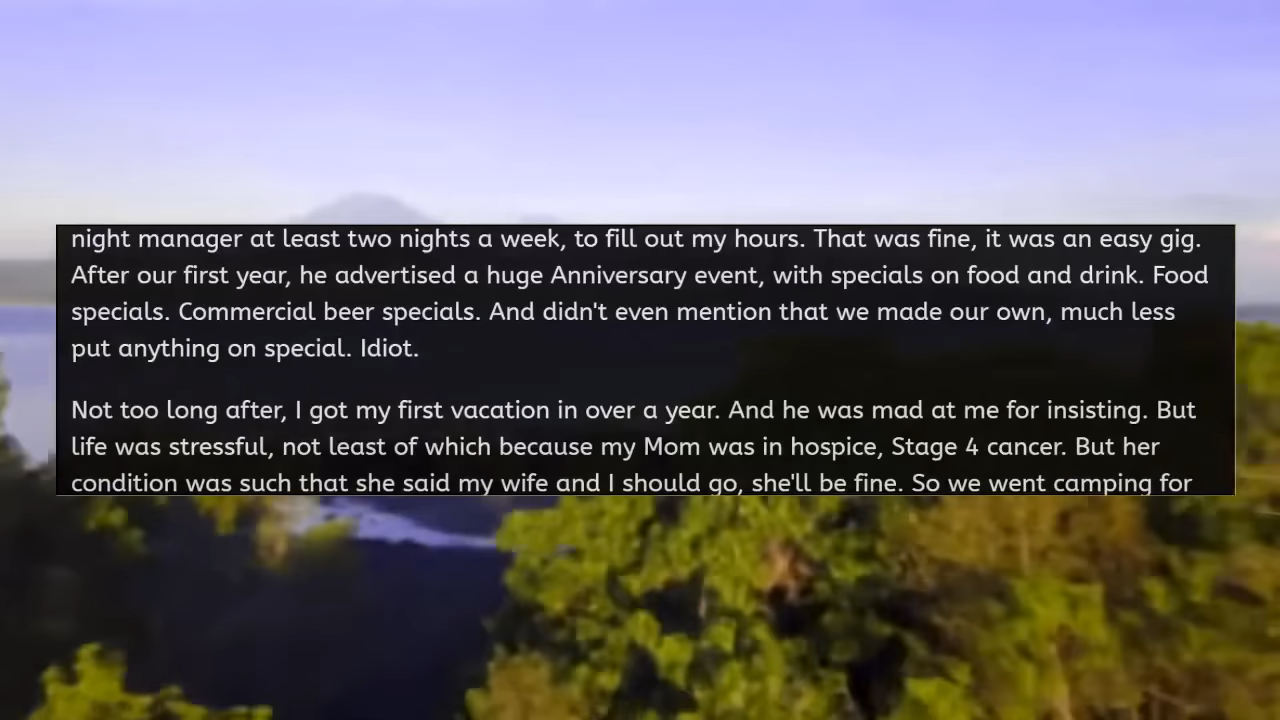 night manager at least two nights a week, to fill out my hours. That was fine, it was an easy gig.
After our first year, he advertised a huge Anniversary event, with specials on food and drink. Food
specials. Commercial beer specials. And didn't even mention that we made our own, much less
put anything on special. Idiot.
Not too long after, I got my first vacation in over a year. And he was mad at me for insisting. But
life was stressful, not least of which because my Mom was in hospice, Stage 4 cancer. But her
condition was such that she said my wife and I should go, she'll be fine. So we went camping for